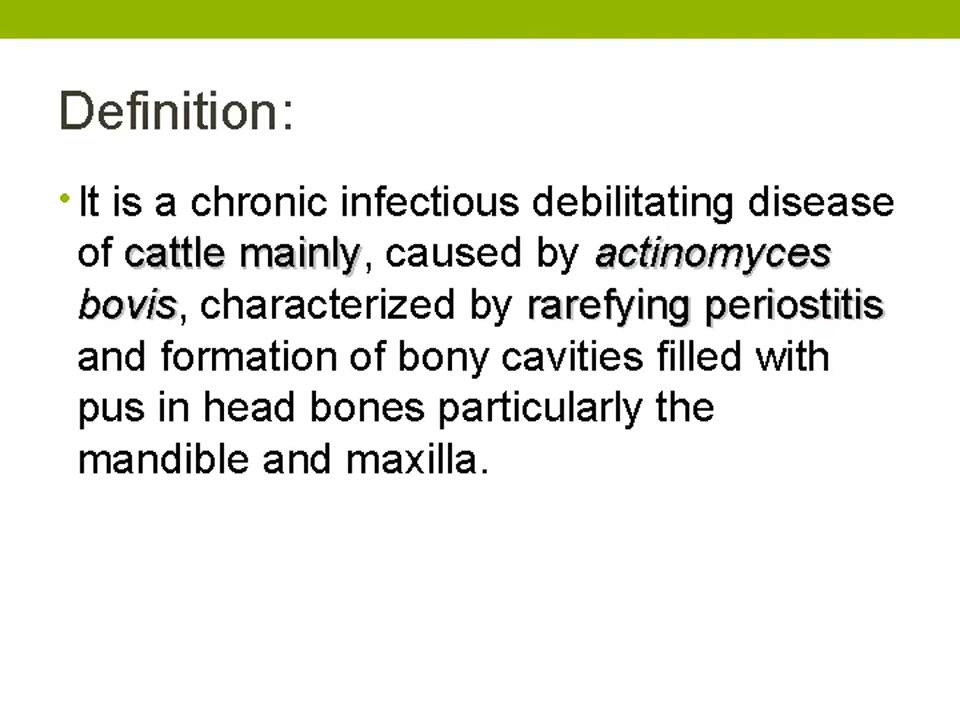 Definition:
• It is a chronic infectious debilitating disease
of cattle mainly, caused by actinomyces
bovis, characterized by rarefying periostitis
and formation of bony cavities filled with
pus in head bones particularly the
mandible and maxilla.